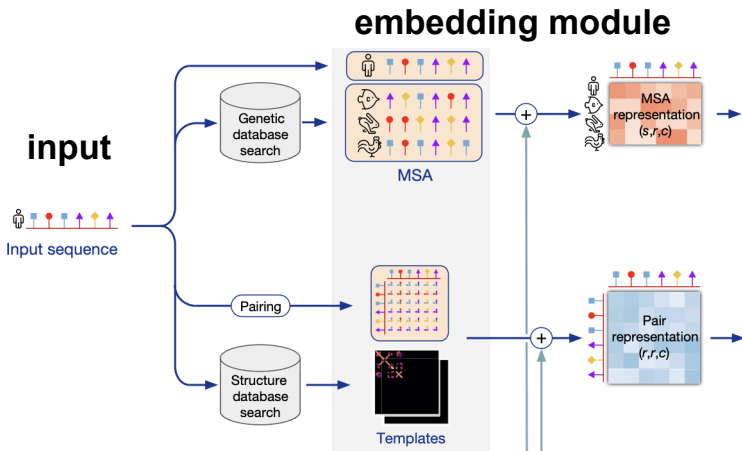 embedding module
input
Input sequence
Genetic
database
search
MSA
MSA
representation
(s,r,c)
Pairing
Structure
database
search
Templates
Pair
representation
(r,r,c)
+
+